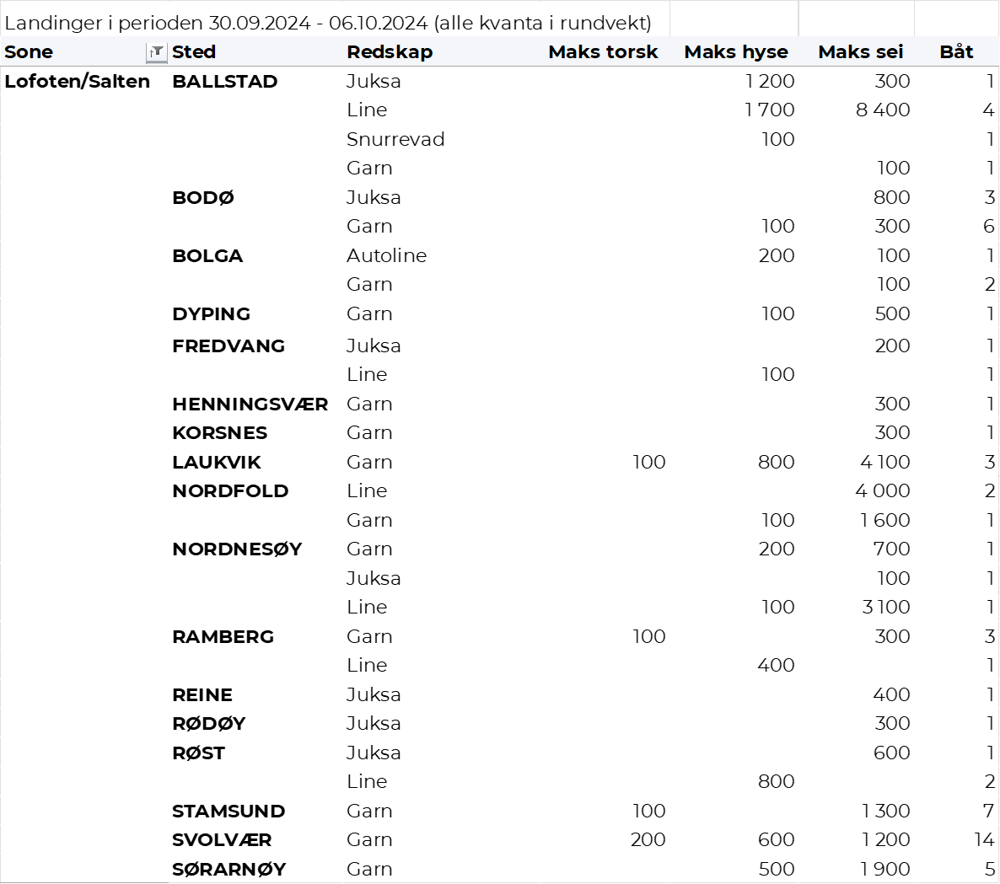 Landinger i perioden 30.09.2024 - 06.10.2024 (alle kvanta i rundvekt)
Sone Sted Redskap Maks torsk Maks hyse Maks sei Båt
Lofoten/Salten BALLSTAD Juksa 1 200 300 1
Line 1 700 8 400 4
Snurrevad 100 1
Garn 100 1
BODØ Juksa 800 3
Garn 100 300 6
BOLGA Autoline 200 100 1
Garn 100 2
DYPING Garn 100 500 1
FREDVANG Juksa 200 1
Line 100 1
HENNINGSVÆR Garn 300 1
KORSNES Garn 300 1
LAUKVIK Garn 100 800 4 100 3
NORDFOLD Line 4 000 2
Garn 100 1 600 1
NORDNESØY Garn 200 700 1
Juksa 100 1
Line 100 3 100 1
RAMBERG Garn 100 300 3
Line 400 1
REINE Juksa 400 1
RØDØY Juksa 300 1
RØST Juksa 600 1
Line 800 2
STAMSUND Garn 100 1 300 7
SVOLVÆR Garn 200 600 1 200 14
SØRARNØY Garn 500 1 900 5